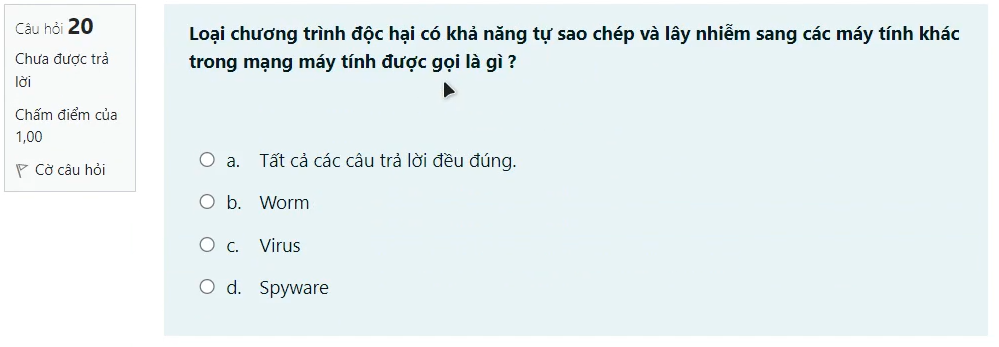 Câu hỏi 20
Chưa được trả
lời
Chấm điểm của
1,00
Cờ câu hỏi
Loại chương trình độc hại có khả năng tự sao chép và lây nhiễm sang các máy tính khác
trong mạng máy tính được gọi là gì ?
a. Tất cả các câu trả lời đều đúng.
b. Worm
c. Virus
d. Spyware